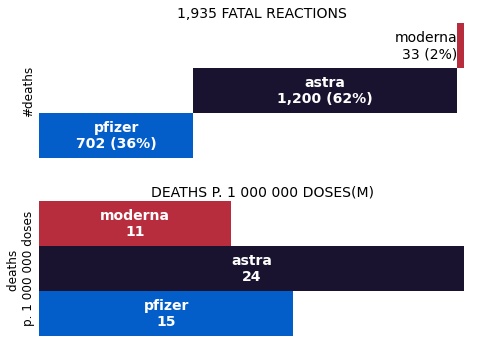 1,935 FATAL REACTIONS
moderna
33 (2%)
astra
1,200 (62%)
pfizer
702 (36%)
#deaths
DEATHS P. 1 000 000 DOSES(M)
moderna
11
astra
24
pfizer
15
deaths
p. 1 000 000 doses